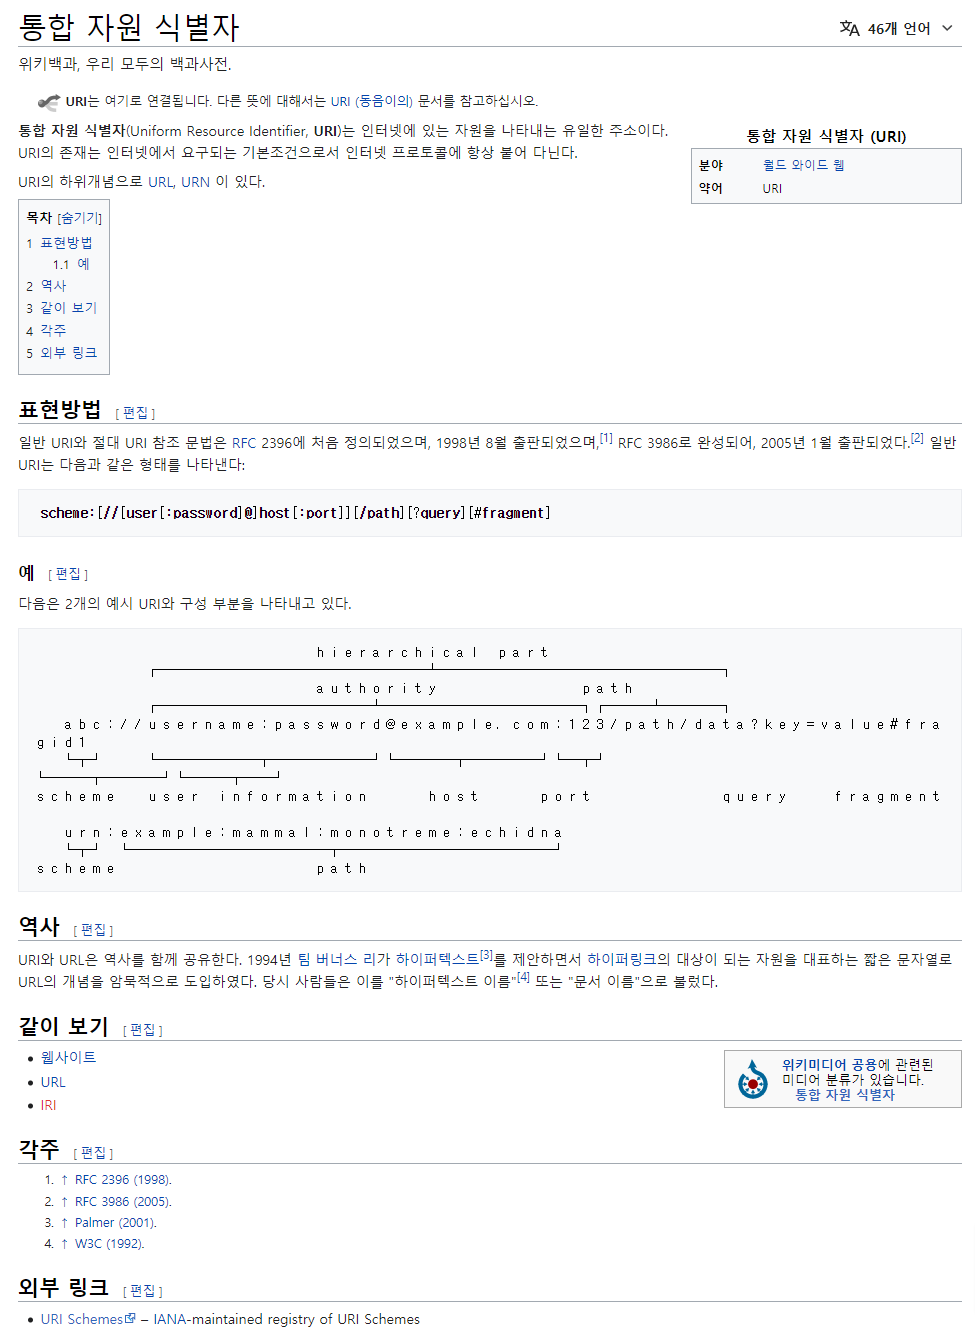 통합 자원 식별자
46개 언어
위키백과, 우리 모두의 백과사전.
URI는 여기로 연결됩니다. 다른 뜻에 대해서는 URI (동음이의) 문서를 참고하십시오.
통합 자원 식별자(Uniform Resource Identifier, URI)는 인터넷에 있는 자원을 나타내는 유일한 주소이다.
URI의 존재는 인터넷에서 요구되는 기본조건으로서 인터넷 프로토콜에 항상 붙어 다닌다.
URI의 하위개념으로 URL, URN 이 있다.
통합 자원 식별자 (URI)
분야 월드 와이드 웹
약어 URI
목차 [숨기기]
1 표현방법
1.1 예
2 역사
3 같이 보기
4 각주
5 외부 링크
표현방법 [ 편집 ]
일반 URI와 절대 URI 참조 문법은 RFC 2396에 처음 정의되었으며, 1998년 8월 출판되었으며,[1] RFC 3986로 완성되어, 2005년 1월 출판되었다.[2] 일반
URI는 다음과 같은 형태를 나타낸다:
scheme:[//[user[:password]@]host[:port]][/path][?query][#fragment]
예 [ 편집 ]
다음은 2개의 예시 URI와 구성 부분을 나타내고 있다.
hierarchical part
authority path
abc://username:password@example.com:123/path/data?key=value#fra
gid1
scheme user information host port query fragment
urn:example:mammal:monotreme:echidna
scheme path
역사 [ 편집 ]
URI와 URL은 역사를 함께 공유한다. 1994년 팀 버너스 리가 하이퍼텍스트[3]를 제안하면서 하이퍼링크의 대상이 되는 자원을 대표하는 짧은 문자열로
URL의 개념을 암묵적으로 도입하였다. 당시 사람들은 이를 "하이퍼텍스트 이름"[4] 또는 "문서 이름"으로 불렀다.
같이 보기 [ 편집 ]
웹사이트
URL
IRI
위키미디어 공용에 관련된
미디어 분류가 있습니다.
통합 자원 식별자
각주 [ 편집 ]
1. ↑ RFC 2396 (1998).
2. ↑ RFC 3986 (2005).
3. ↑ Palmer (2001).
4. ↑ W3C (1992).
외부 링크 [ 편집 ]
URI Schemes – IANA-maintained registry of URI Schemes